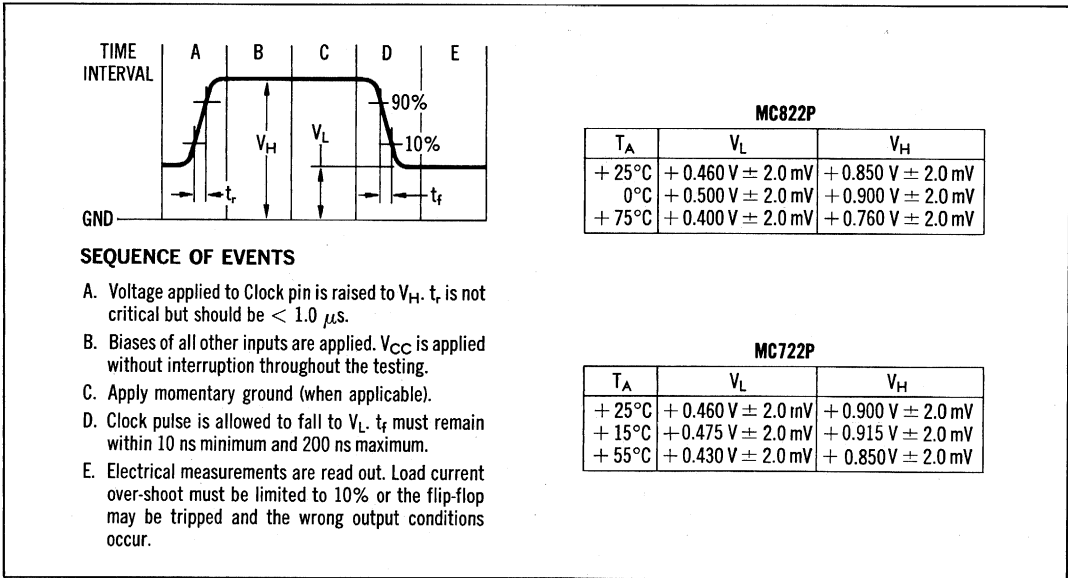 TIME
INTERVAL
A B C D E
90%
10%
VH
VL
tr
tf
GND
SEQUENCE OF EVENTS
A. Voltage applied to Clock pin is raised to VH. tr is not
critical but should be < 1.0 μs.
B. Biases of all other inputs are applied. VCC is applied
without interruption throughout the testing.
C. Apply momentary ground (when applicable).
D. Clock pulse is allowed to fall to VL. tf must remain
within 10 ns minimum and 200 ns maximum.
E. Electrical measurements are read out. Load current
over-shoot must be limited to 10% or the flip-flop
may be tripped and the wrong output conditions
occur.
MC822P
TA VL VH
+ 25°C + 0.460 V ± 2.0 mV + 0.850 V ± 2.0 mV
0°C + 0.500 V ± 2.0 mV + 0.900 V ± 2.0 mV
+ 75°C + 0.400 V ± 2.0 mV + 0.760 V ± 2.0 mV
MC722P
TA VL VH
+ 25°C + 0.460 V ± 2.0 mV + 0.900 V ± 2.0 mV
+ 15°C +0.475 V ± 2.0 mV + 0.915 V ± 2.0 mV
+ 55°C + 0.430 V ± 2.0 mV + 0.850V ± 2.0 mV